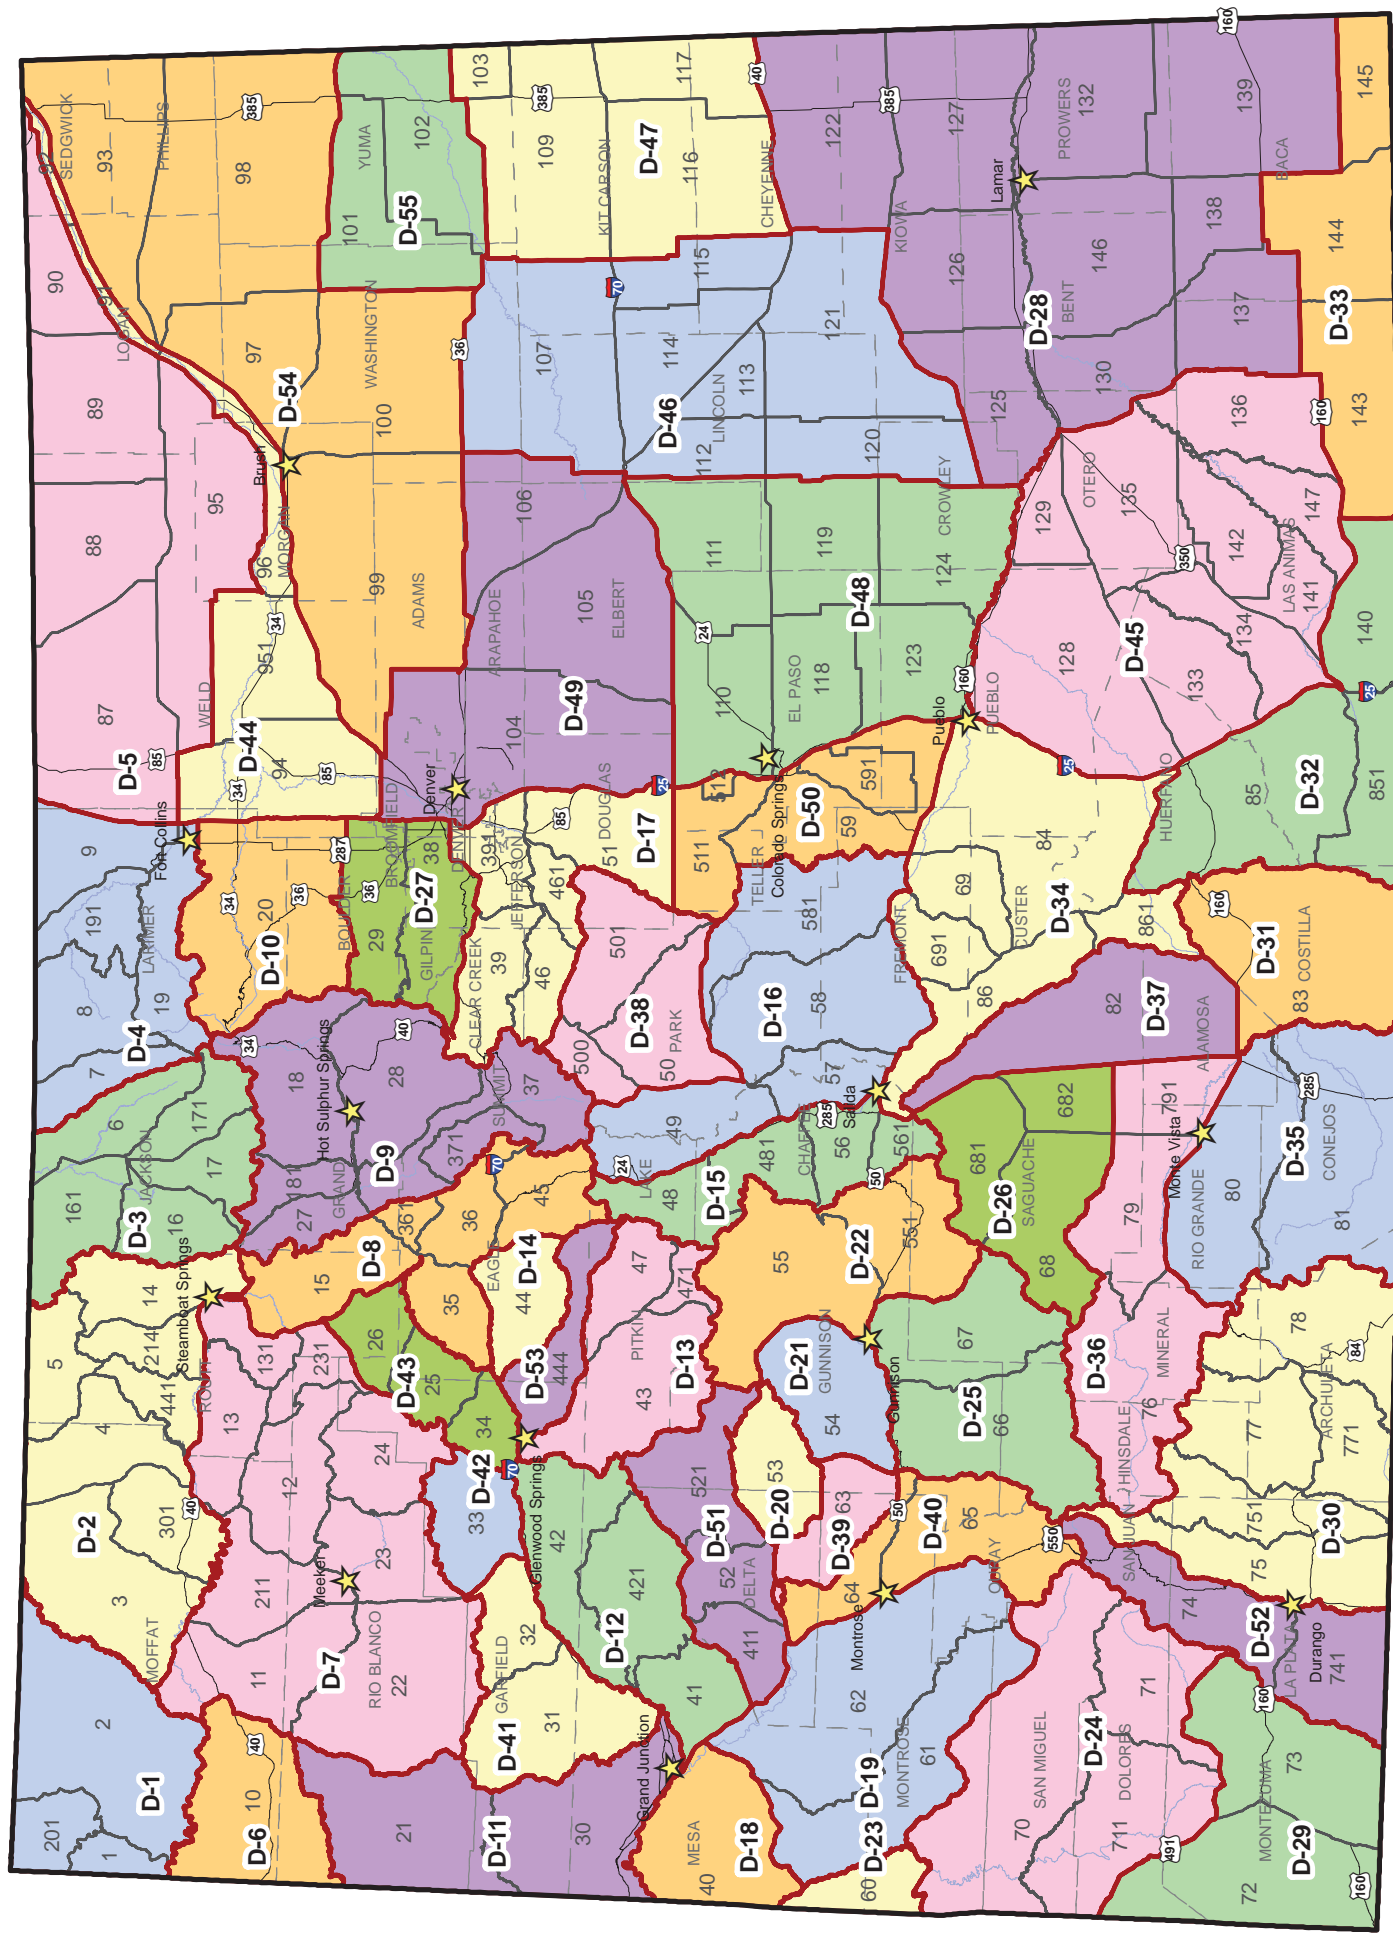 201
2
1
D-1
5
4
14
214
441
301
3
D-2
MOFFAT
Steamboat Springs
ROUTT
40
161
6
JACKSON
16
17
171
D-3
7
8
9
191
19
LARIMER
D-4
Fort Collins
87
88
89
90
95
WELD
D-5
85
10
D-6
40
11
211
12
13
131
231
22
23
24
Meeker
RIO BLANCO
D-7
15
361
36
35
45
D-8
EAGLE
70
18
181
27
28
37
371
Hot Sulphur Springs
GRAND
SUMMIT
D-9
34
40
20
D-10
34
36
BOULDER
287
21
30
D-11
Grand Junction
42
421
41
D-12
Glenwood Springs
70
43
47
471
PITKIN
D-13
44
D-14
48
481
56
561
D-15
CHAFFEE
285
Salida
50
49
57
58
581
LAKE
24
D-16
39
391
46
461
51
CLEAR CREEK
JEFFERSON
DOUGLAS
85
25
D-17
40
MESA
D-18
61
62
MONTROSE
D-19
53
D-20
54
GUNNISON
D-21
55
551
D-22
Gunnison
60
D-23
70
71
711
SAN MIGUEL
DOLORES
D-24
491
66
67
D-25
68
681
682
SAGUACHE
D-26
29
38
GILPIN
BROOMFIELD
36
D-27
122
125
126
127
130
132
137
138
139
146
KIOWA
BENT
PROWERS
BACA
Lamar
385
160
D-28
72
73
MONTEZUMA
160
160
D-29
75
751
77
771
78
ARCHULETA
84
D-30
83
COSTILLA
160
D-31
85
851
140
HUERFANO
25
D-32
143
144
145
D-33
69
691
84
86
861
FREMONT
CUSTER
25
D-34
80
81
RIO GRANDE
CONEJOS
285
D-35
76
79
791
HINSDALE
MINERAL
Monte Vista
D-36
82
ALAMOSA
D-37
50
500
501
PARK
D-38
63
D-39
64
65
OURAY
50
550
Montrose
D-40
31
32
GARFIELD
D-41
33
D-42
25
26
34
D-43
94
951
34
34
85
D-44
128
129
133
134
135
136
141
142
147
OTERO
LAS ANIMAS
350
160
D-45
107
112
113
114
115
120
121
LINCOLN
70
D-46
103
109
116
117
KIT CARSON
CHEYENNE
385
40
D-47
110
111
118
119
123
124
EL PASO
CROWLEY
PUEBLO
Pueblo
24
160
D-48
104
105
106
ARAPAHOE
ELBERT
DENVER
Denver
D-49
59
591
511
512
TELLER
Colorado Springs
D-50
52
521
411
DELTA
D-51
74
741
SAN JUAN
LA PLATA
Durango
D-52
444
D-53
91
92
93
96
97
98
99
100
SEDGWICK
PHILLIPS
LOGAN
MORGAN
WASHINGTON
ADAMS
Brush
385
36
D-54
101
102
YUMA
D-55